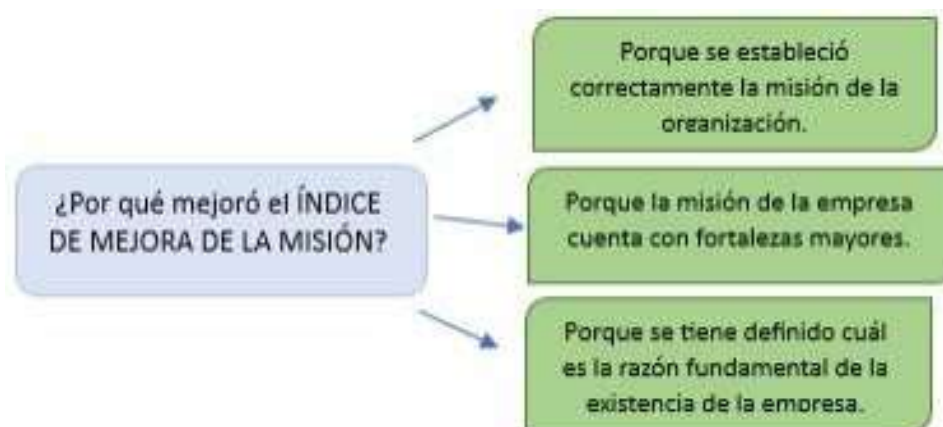 ¿Por qué mejoró el ÍNDICE
DE MEJORA DE LA MISIÓN?
Porque se estableció
correctamente la misión de la
organización.
Porque la misión de la empresa
cuenta con fortalezas mayores.
Porque se tiene definido cuál
es la razón fundamental de la
existencia de la empresa.